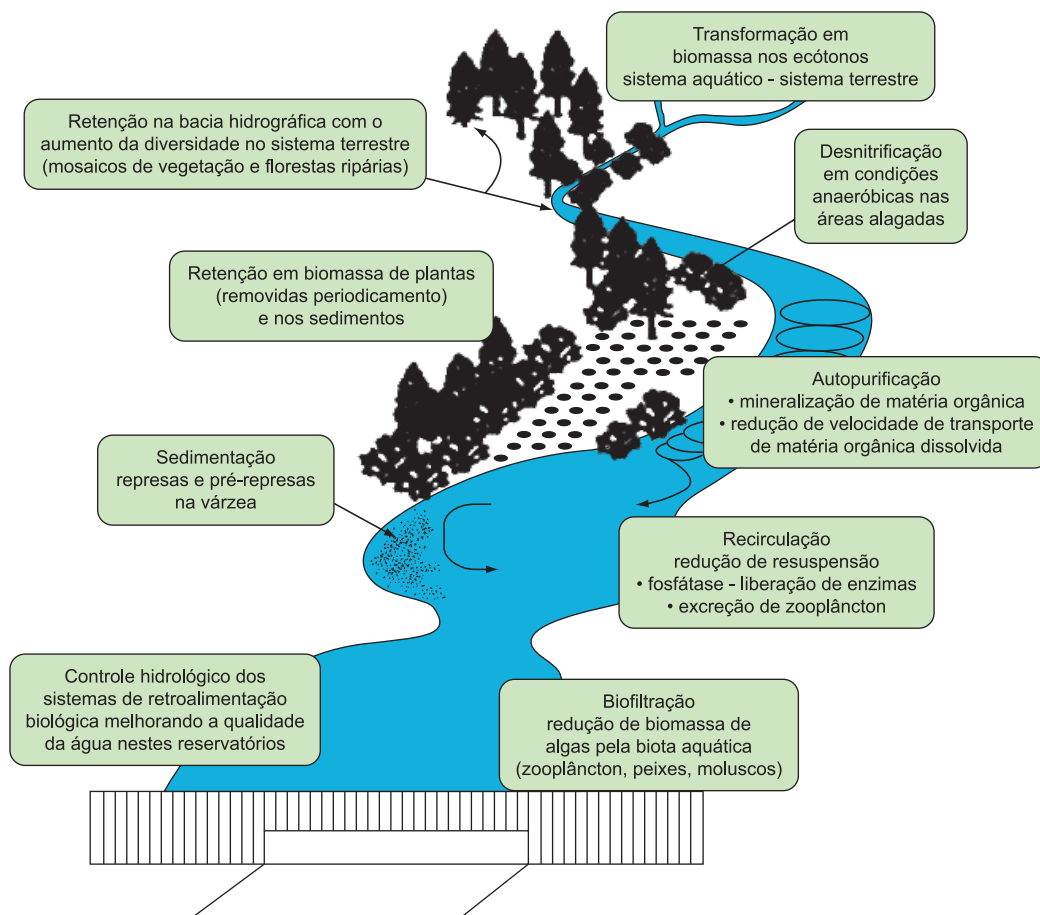 Transformação em
biomassa nos ecótonos
sistema aquático - sistema terrestre
Retenção na bacia hidrográfica com o
aumento da diversidade no sistema terrestre
(mosaicos de vegetação e florestas ripárias)
Desnitrificação
em condições
anaeróbicas nas
áreas alagadas
Retenção em biomassa de plantas
(removidas periodicamento)
e nos sedimentos
Autopurificação
• mineralização de matéria orgânica
• redução de velocidade de transporte
de matéria orgânica dissolvida
Sedimentação
represas e pré-represas
na várzea
Recirculação
redução de resuspensão
• fosfátase - liberação de enzimas
• excreção de zooplâncton
Controle hidrológico dos
sistemas de retroalimentação
biológica melhorando a qualidade
da água nestes reservatórios
Biofiltração
redução de biomassa de
algas pela biota aquática
(zooplâncton, peixes, moluscos)